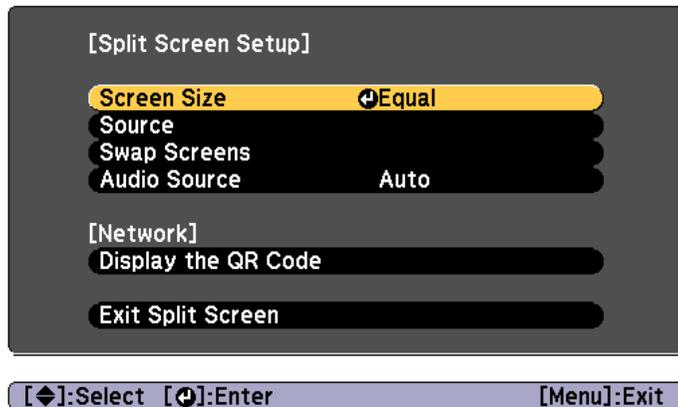 [Split Screen Setup]
Screen Size Equal
Source
Swap Screens
Audio Source Auto
[Network]
Display the QR Code
Exit Split Screen
[◆]:Select [↵]:Enter [Menu]:Exit